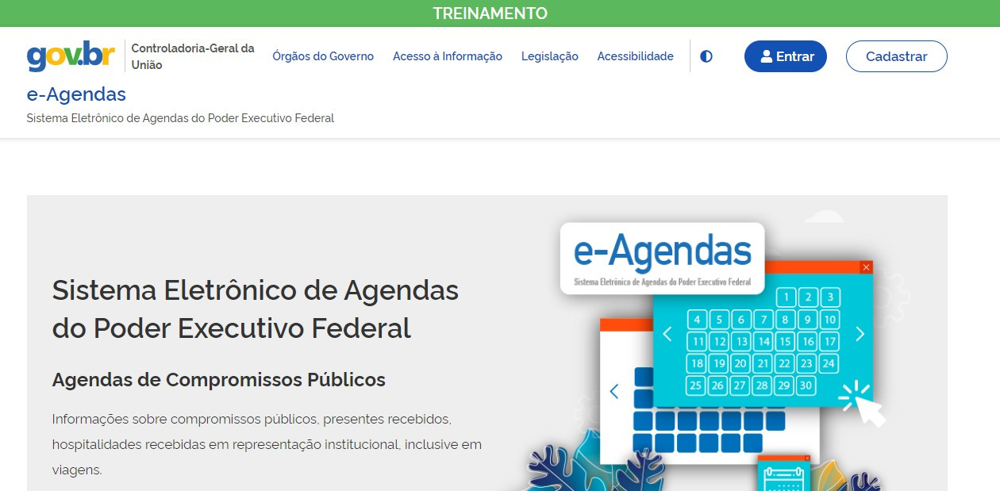 TREINAMENTO
gov.br
Controladoria-Geral da
União
Órgãos do Governo
Acesso à Informação
Legislação
Acessibilidade
Entrar
Cadastrar
e-Agendas
Sistema Eletrônico de Agendas do Poder Executivo Federal
Sistema Eletrônico de Agendas
do Poder Executivo Federal
Agendas de Compromissos Públicos
Informações sobre compromissos públicos, presentes recebidos,
hospitalidades recebidas em representação institucional, inclusive em
viagens.
e-Agendas
Sistema Eletrônico de Agendas do Poder Executivo Federal
1 2 3
4 5 6 7 8 9 10
11 12 13 14 15 16 17
18 19 20 21 22 23 24
25 26 27 28 29 30